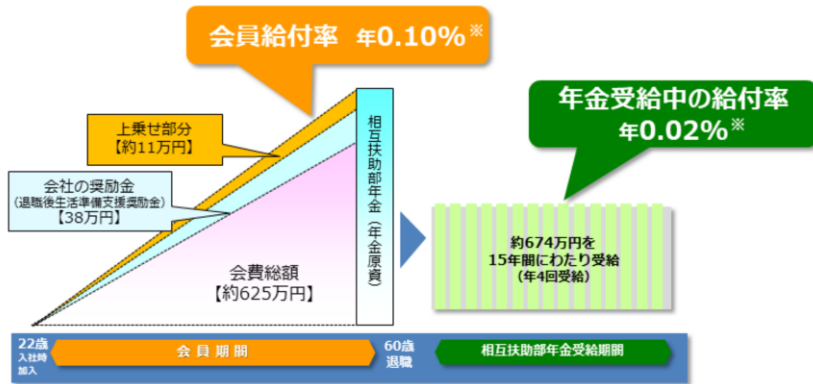 会員給付率 年0.10%※
年金受給中の給付率
年0.02%※
上乗せ部分
【約11万円】
会社の奨励金
(退職後生活準備支援奨励金)
【38万円】
会費総額
【約625万円】
相互扶助部年金(年金原資)
約674万円を
15年間にわたり受給
(年4回受給)
22歳
入社時
加入
会員期間
60歳
退職
相互扶助部年金受給期間